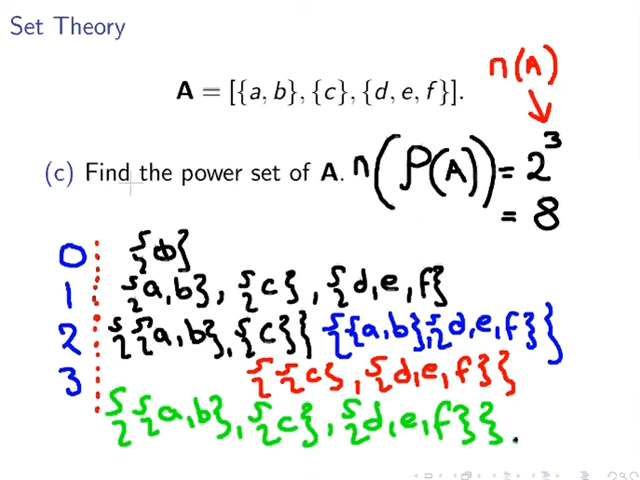 Set Theory
n(A)
A = [{a, b}, {c}, {d, e, f}].
(c) Find the power set of A. n(P(A)) = 2³
= 8
0 {ϕ}
1 {a,b}, {c}, {d,e,f}
2 {{a,b},{c}} {{a,b},{d,e,f}}
3 {{c}, {d,e,f}}
{{a,b}, {c}, {d,e,f}}.